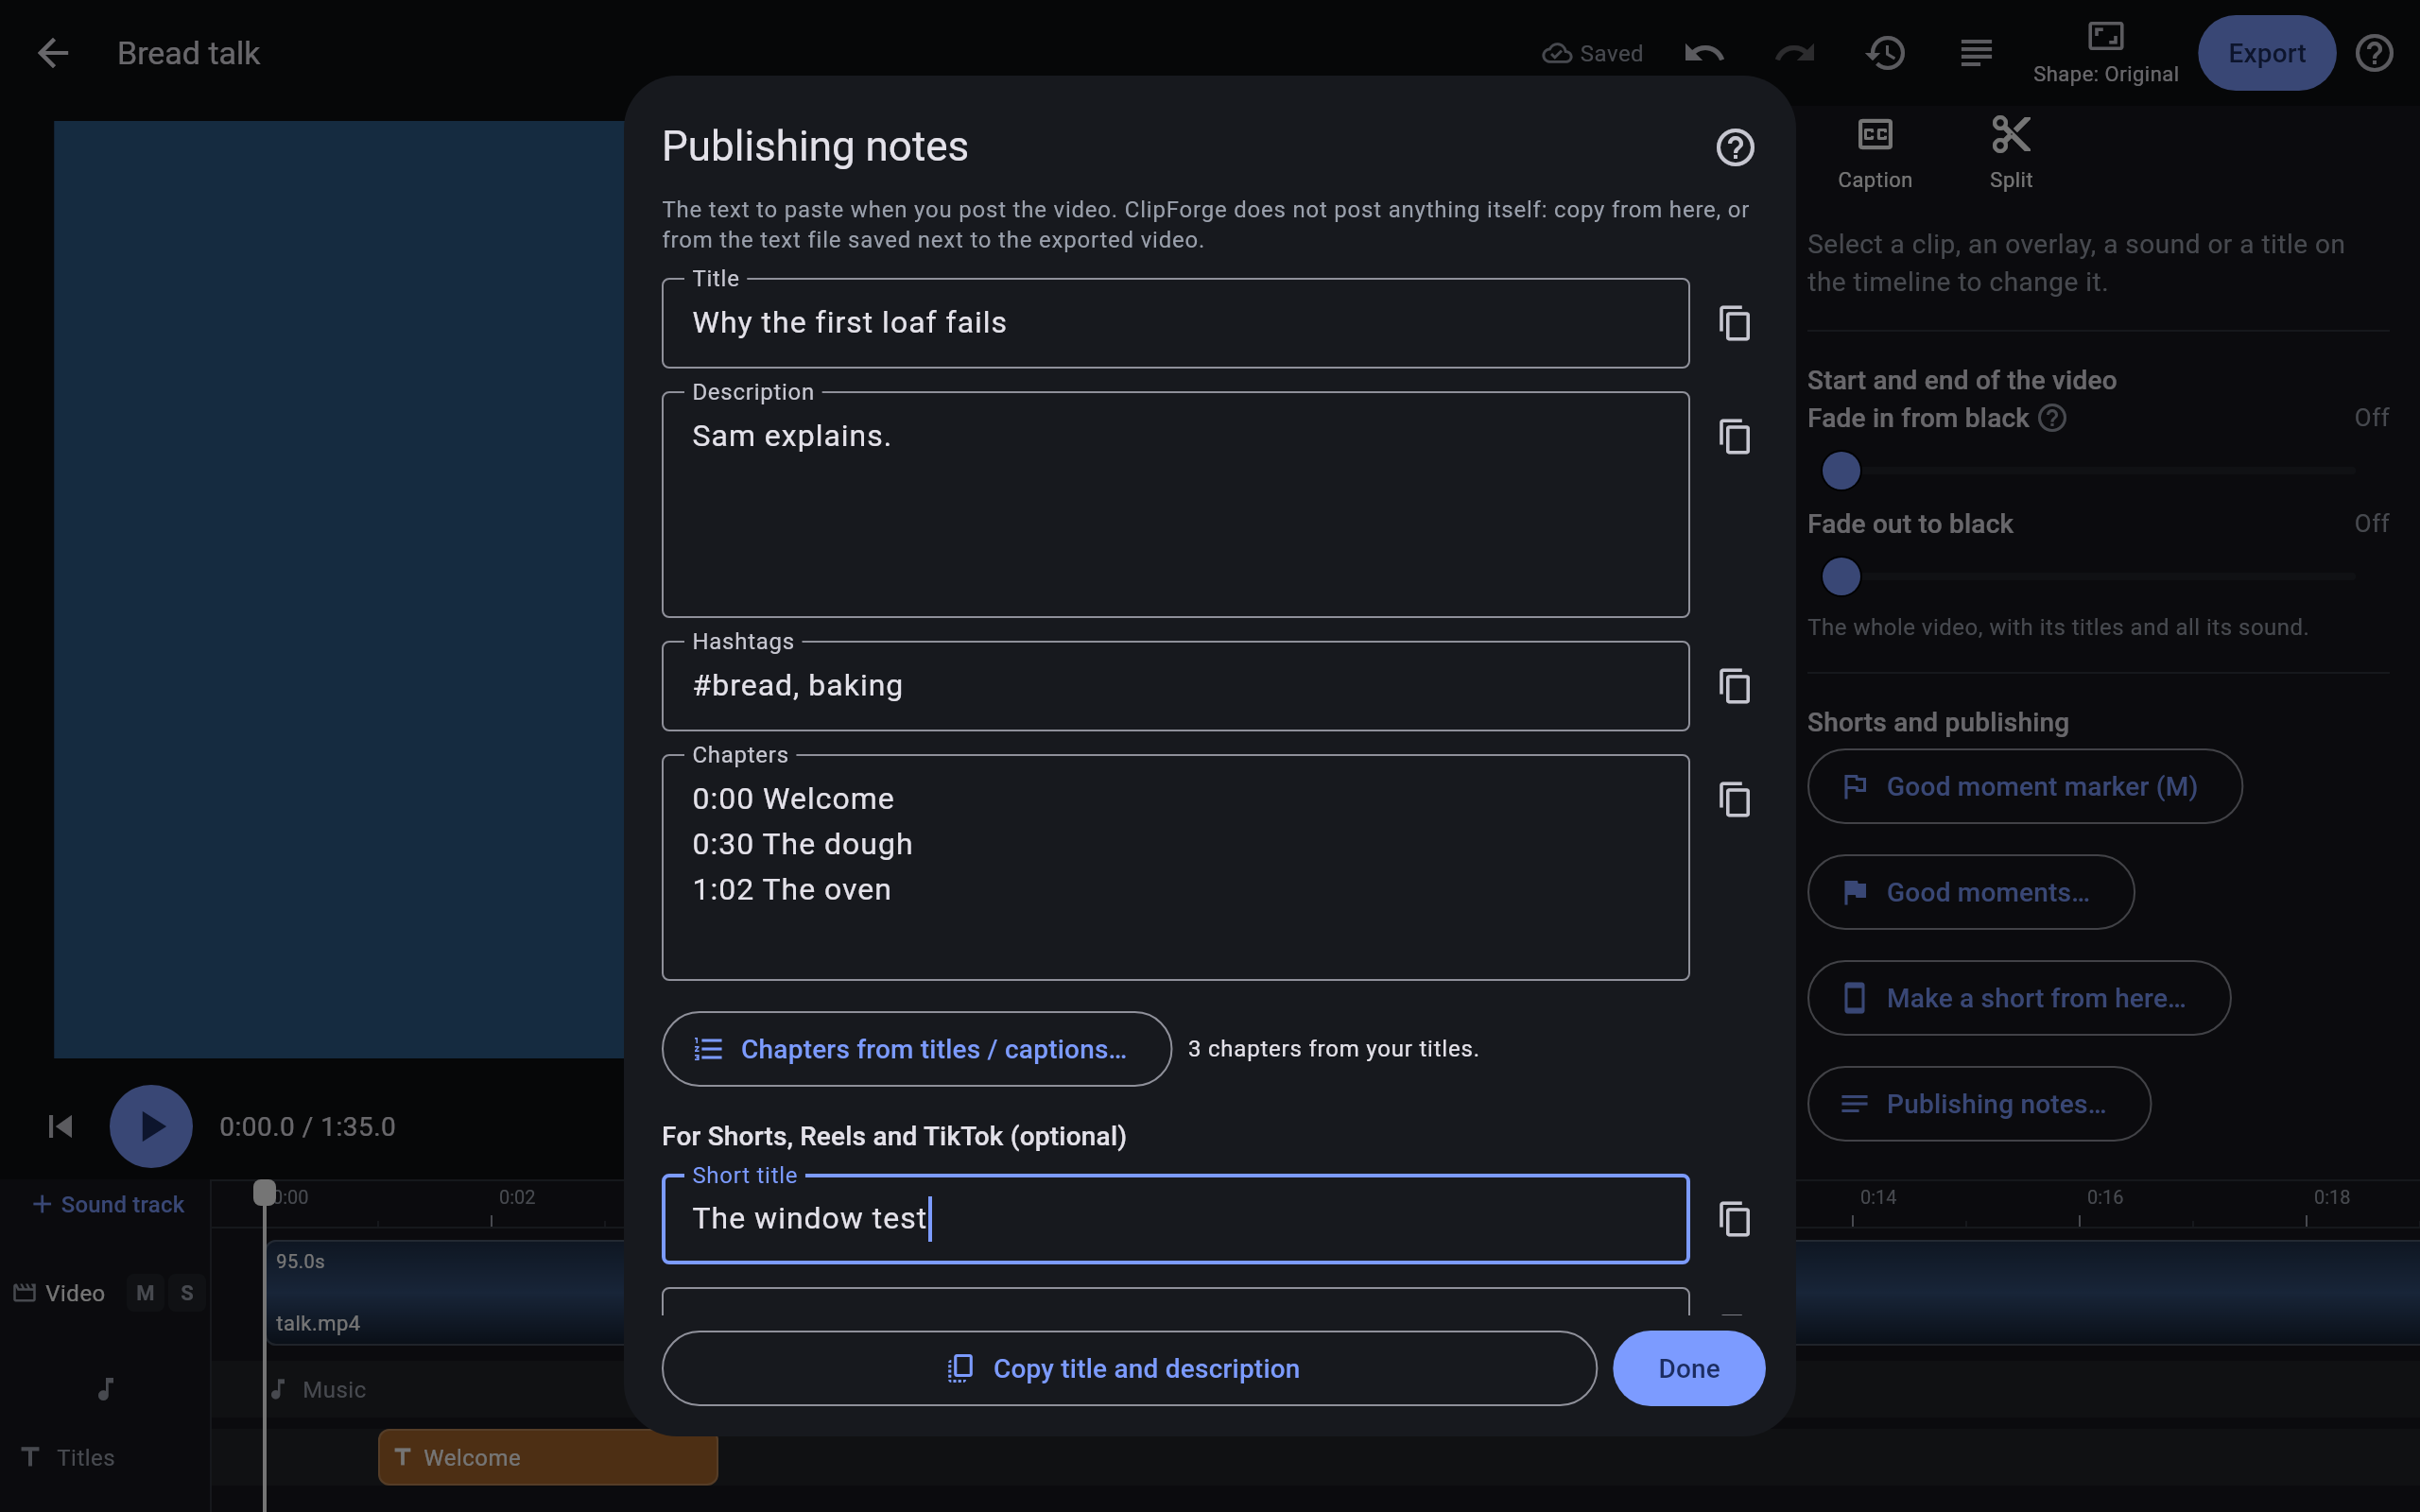 Bread talk
Saved
Shape: Original
Export
Publishing notes
The text to paste when you post the video. ClipForge does not post anything itself: copy from here, or
from the text file saved next to the exported video.
Title
Why the first loaf fails
Description
Sam explains.
Hashtags
#bread, baking
Chapters
0:00 Welcome
0:30 The dough
1:02 The oven
Chapters from titles / captions…
3 chapters from your titles.
For Shorts, Reels and TikTok (optional)
Short title
The window test
Copy title and description
Done
CC
Caption
Split
Select a clip, an overlay, a sound or a title on
the timeline to change it.
Start and end of the video
Fade in from black
Off
Fade out to black
Off
The whole video, with its titles and all its sound.
Shorts and publishing
Good moment marker (M)
Good moments…
Make a short from here…
Publishing notes…
0:00.0 / 1:35.0
+ Sound track
0:00
0:02
0:14
0:16
0:18
Video
M
S
95.0s
talk.mp4
Music
Titles
Welcome